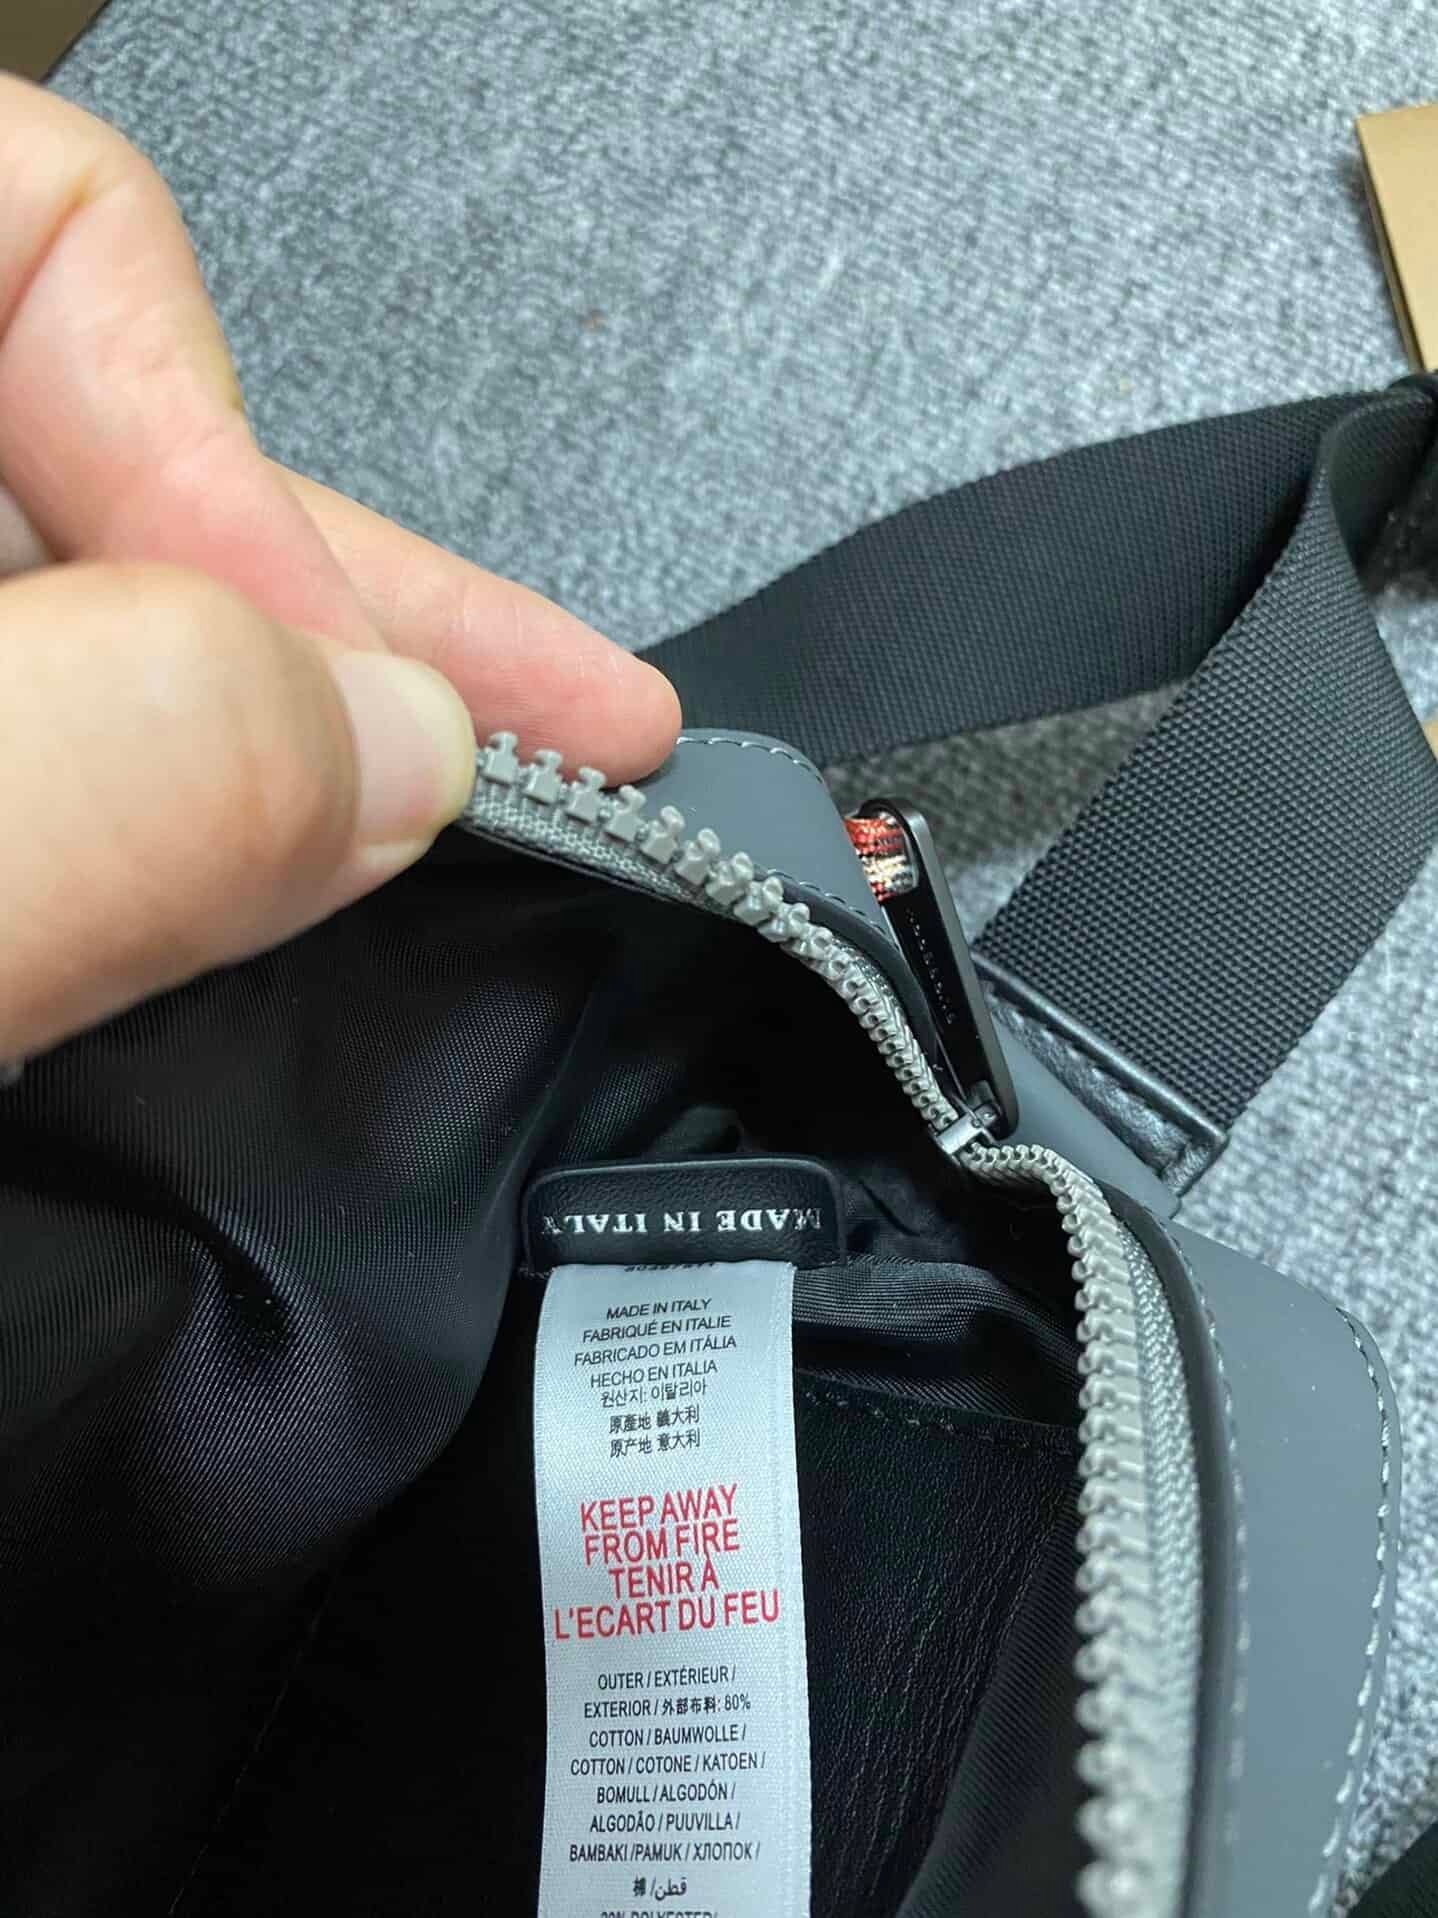 MADE IN ITALY
MADE IN ITALY
FABRIQUÉ EN ITALIE
FABRICADO EM ITÁLIA
HECHO EN ITALIA
원산지: 이탈리아
原產地 義大利
原产地 意大利
KEEP AWAY
FROM FIRE
TENIR À
L'ECART DU FEU
OUTER / EXTÉRIEUR /
EXTERIOR / 外部布料: 80%
COTTON / BAUMWOLLE /
COTTON / COTONE / KATOEN /
BOMULL / ALGODÓN /
ALGODÃO / PUUVILLA /
BAMBAKI /PAMUK / ХЛОПОК /
棉 /قطن